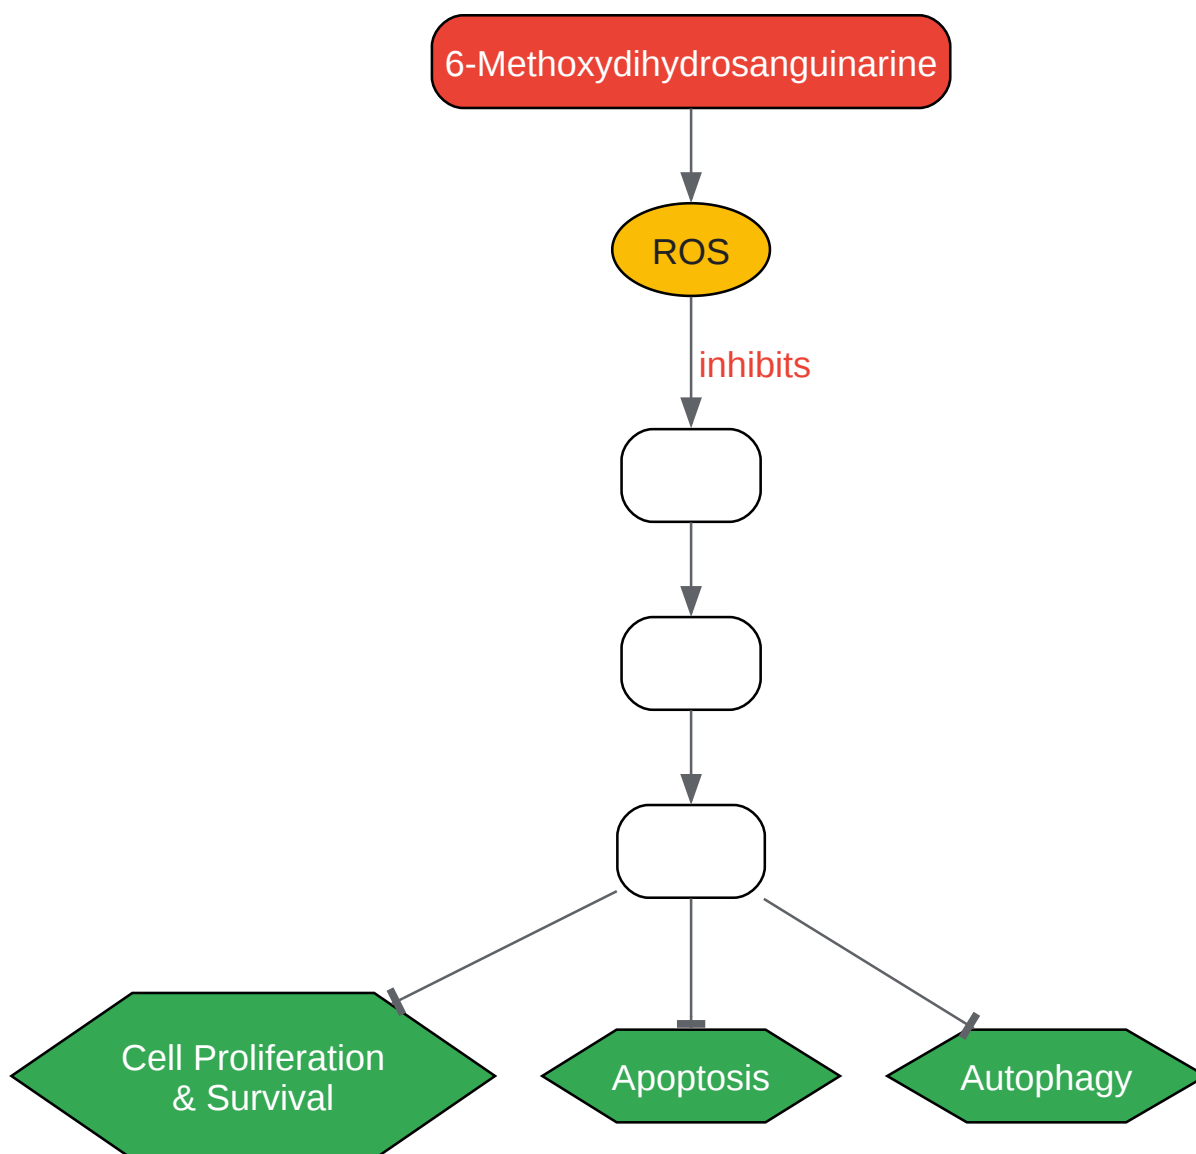 6-Methoxydihydrosanguinarine
ROS
inhibits
Cell Proliferation
& Survival
Apoptosis
Autophagy